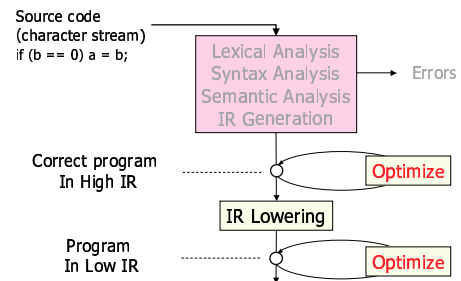 Source code
(character stream)
if (b == 0) a = b;
Lexical Analysis
Syntax Analysis
Semantic Analysis
IR Generation
Errors
Correct program
In High IR
Optimize
IR Lowering
Program
In Low IR
Optimize